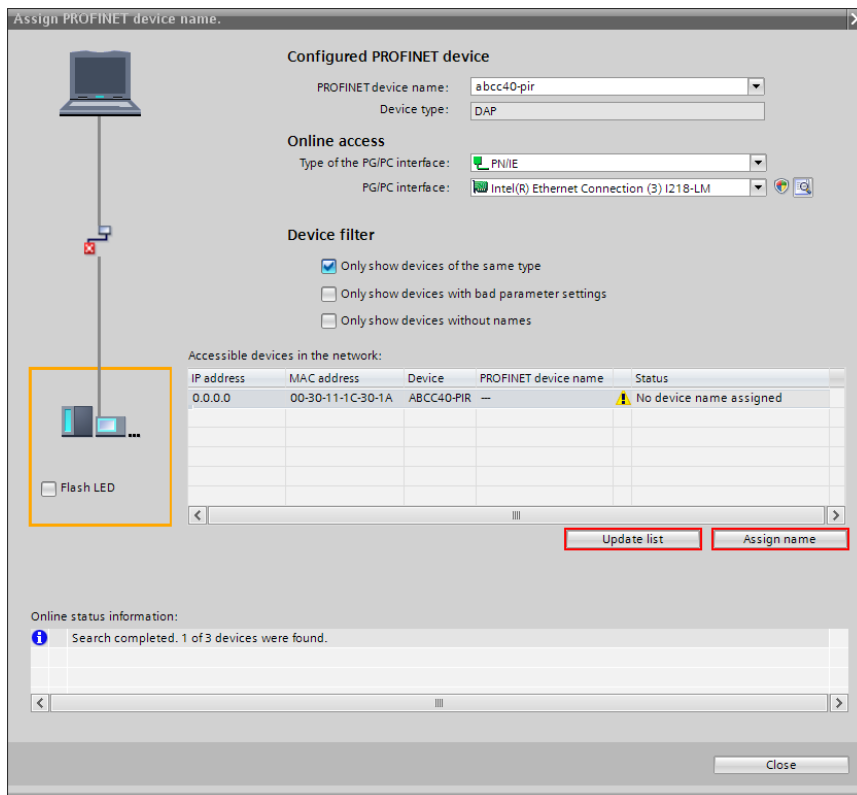 Assign PROFINET device name.
Configured PROFINET device
PROFINET device name: abcc40-pir
Device type: DAP
Online access
Type of the PG/PC interface: PN/IE
PG/PC interface: Intel(R) Ethernet Connection (3) I218-LM
Device filter
Only show devices of the same type
Only show devices with bad parameter settings
Only show devices without names
Accessible devices in the network:
IP address MAC address Device PROFINET device name Status
0.0.0.0 00-30-11-1C-30-1A ABCC40-PIR — No device name assigned
...
Flash LED
Update list Assign name
Online status information:
Search completed. 1 of 3 devices were found.
Close